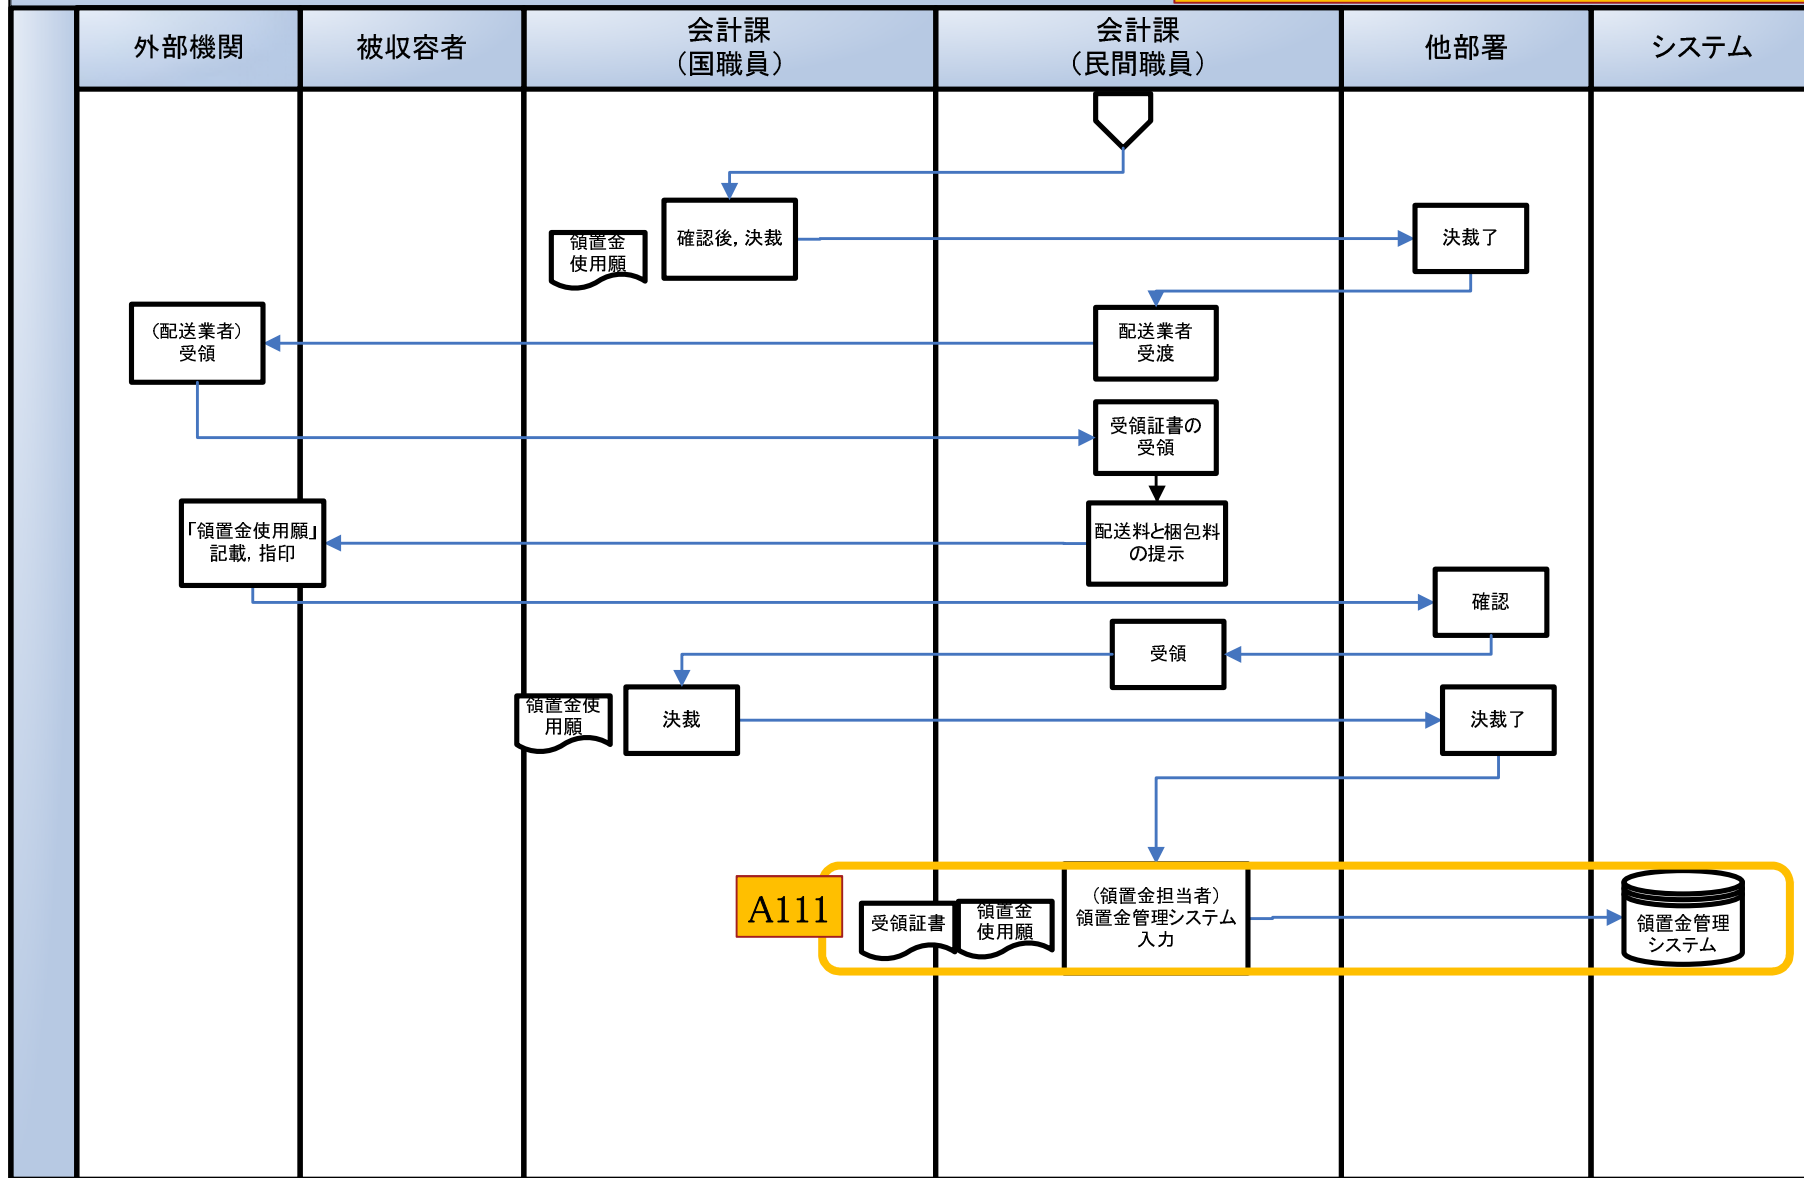 外部機関
被収容者
会計課
（国職員）
会計課
（民間職員）
他部署
システム
確認後，決裁
領置金
使用願
決裁了
（配送業者）
受領
配送業者
受渡
受領証書の
受領
「領置金使用願」
記載，指印
配送料と梱包料
の提示
確認
受領
領置金使
用願
決裁
決裁了
A111
受領証書
領置金
使用願
（領置金担当者）
領置金管理システム
入力
領置金管理
システム